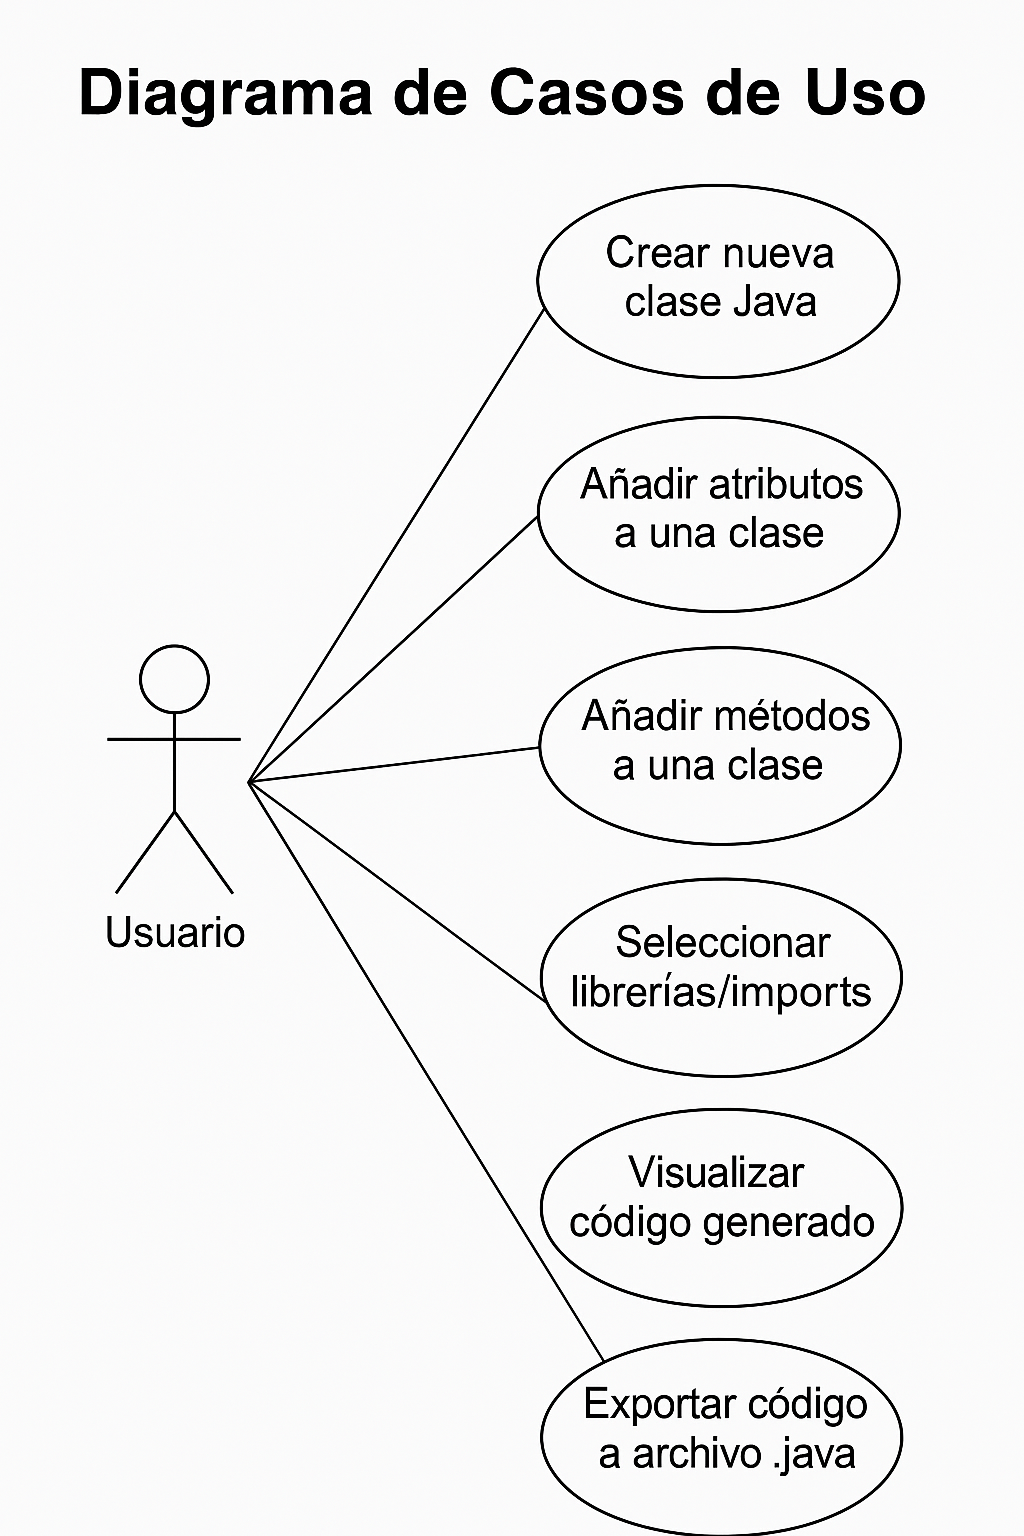 Diagrama de Casos de Uso
Crear nueva
clase Java
Añadir atributos
a una clase
Añadir métodos
a una clase
Usuario
Seleccionar
librerías/imports
Visualizar
código generado
Exportar código
a archivo .java